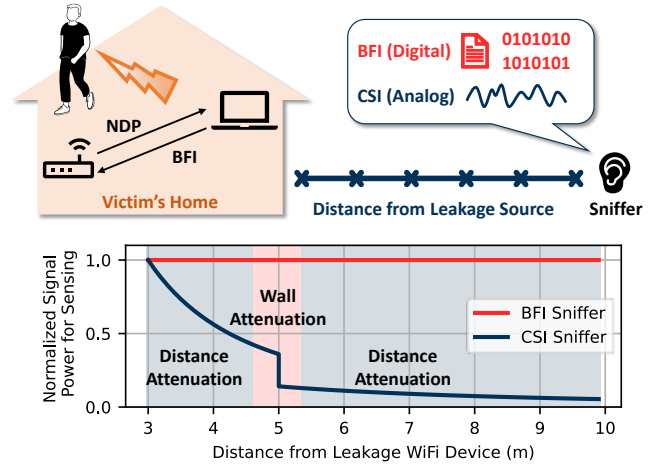 BFI (Digital)
0101010
1010101
CSI (Analog)
NDP
BFI
Victim's Home
Distance from Leakage Source
Sniffer
Normalized Signal
Power for Sensing
1.0
0.5
0.0
Wall
Attenuation
Distance
Attenuation
Distance
Attenuation
BFI Sniffer
CSI Sniffer
3
4
5
6
7
8
9
10
Distance from Leakage WiFi Device (m)